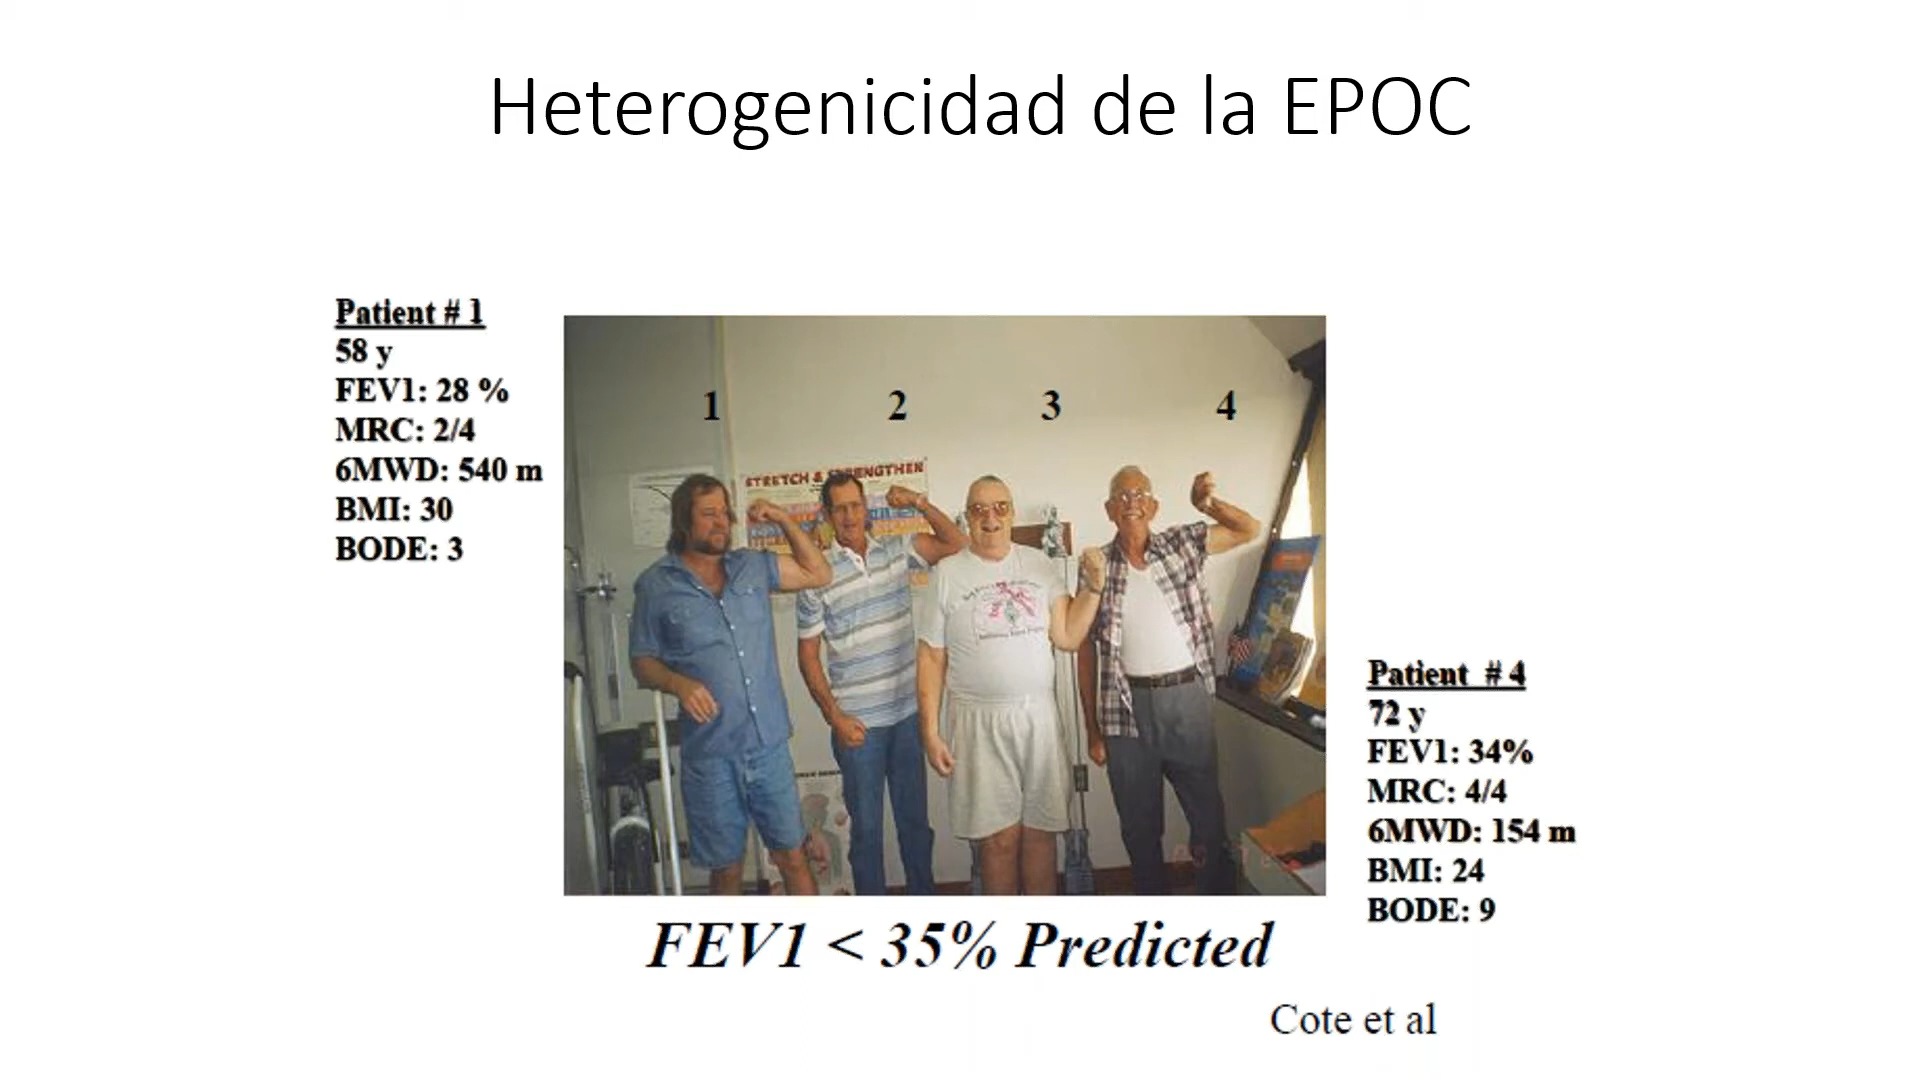 Heterogenicidad de la EPOC
Patient # 1
58 y
FEV1: 28 %
MRC: 2/4
6MWD: 540 m
BMI: 30
BODE: 3
1 2 3 4
STRETCH & STRENGTHEN
Patient # 4
72 y
FEV1: 34%
MRC: 4/4
6MWD: 154 m
BMI: 24
BODE: 9
FEV1 < 35% Predicted
Cote et al